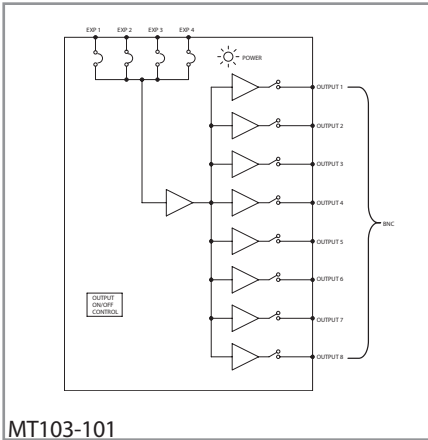 EXP 1 EXP 2 EXP 3 EXP 4
POWER
OUTPUT 1
OUTPUT 2
OUTPUT 3
OUTPUT 4
BNC
OUTPUT 5
OUTPUT 6
OUTPUT
ON/OFF
CONTROL
OUTPUT 7
OUTPUT 8
MT103-101